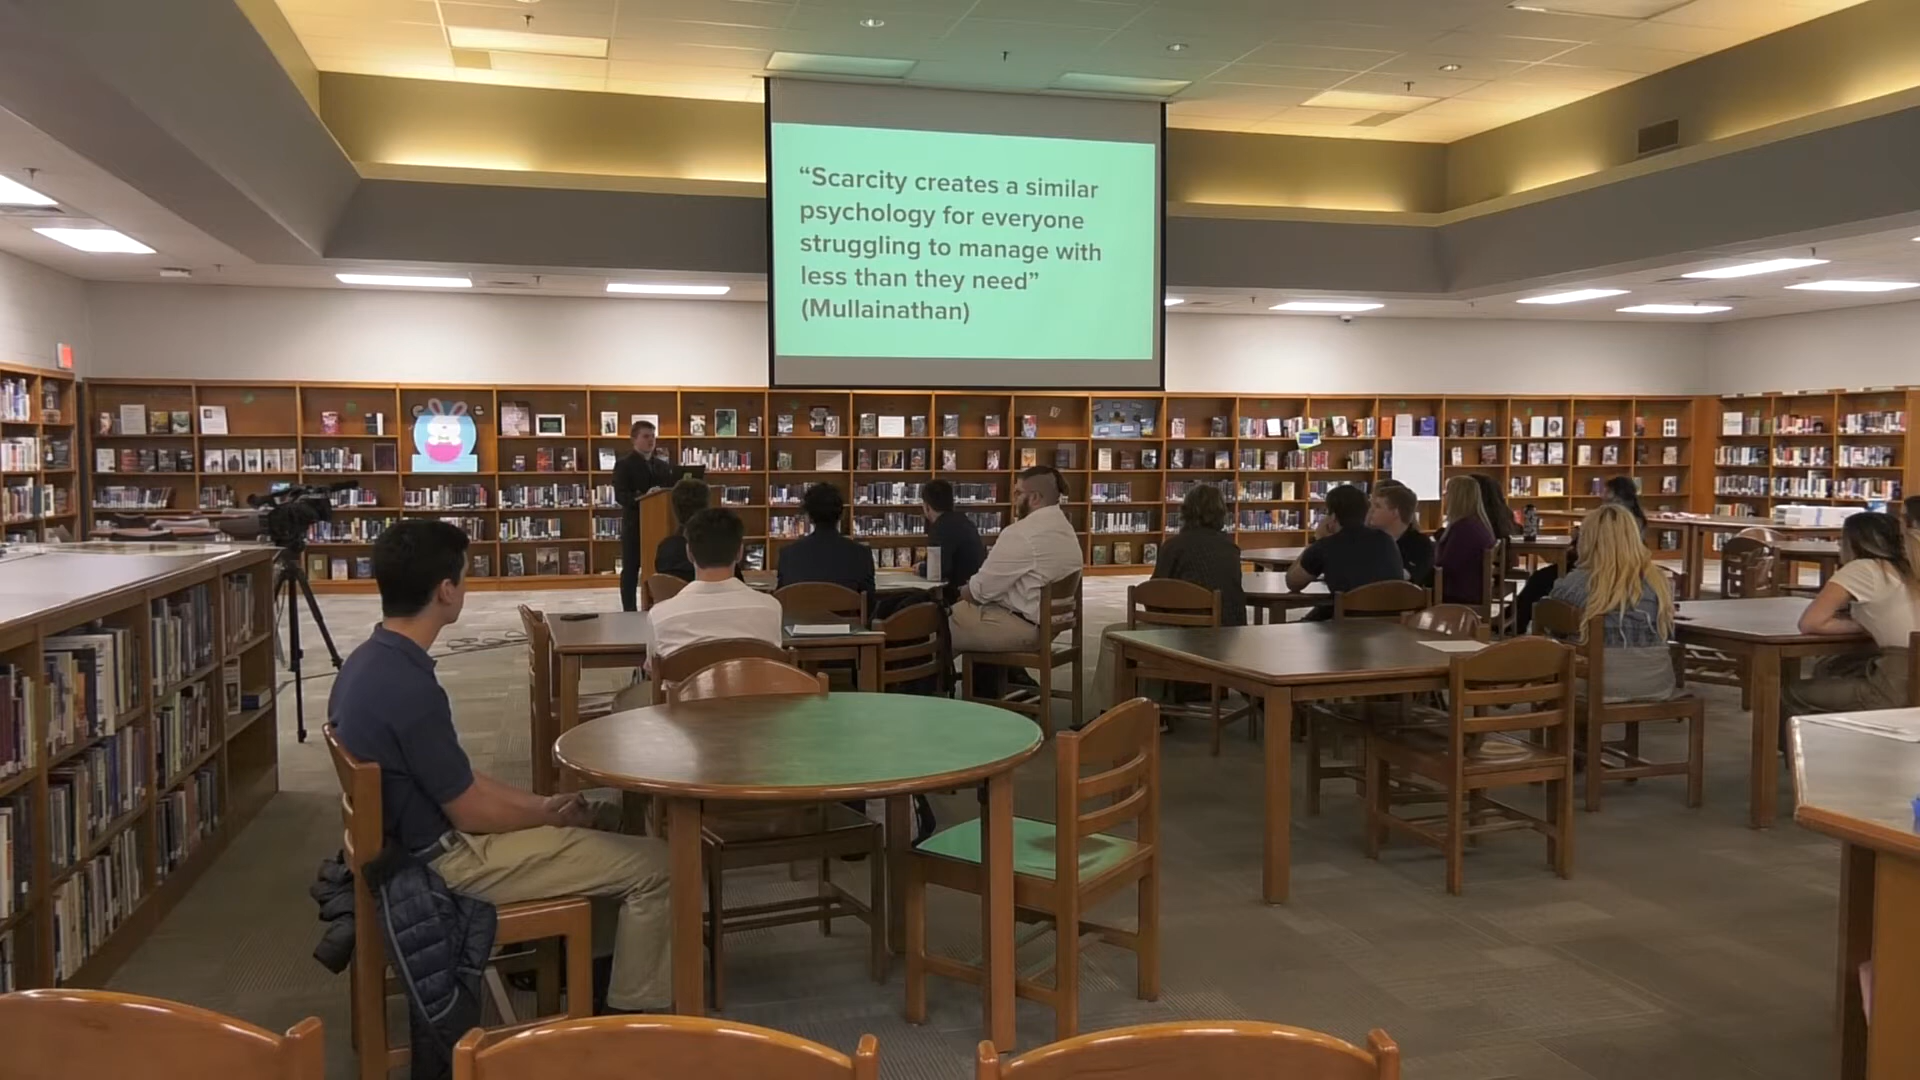 “Scarcity creates a similar
psychology for everyone
struggling to manage with
less than they need”
(Mullainathan)